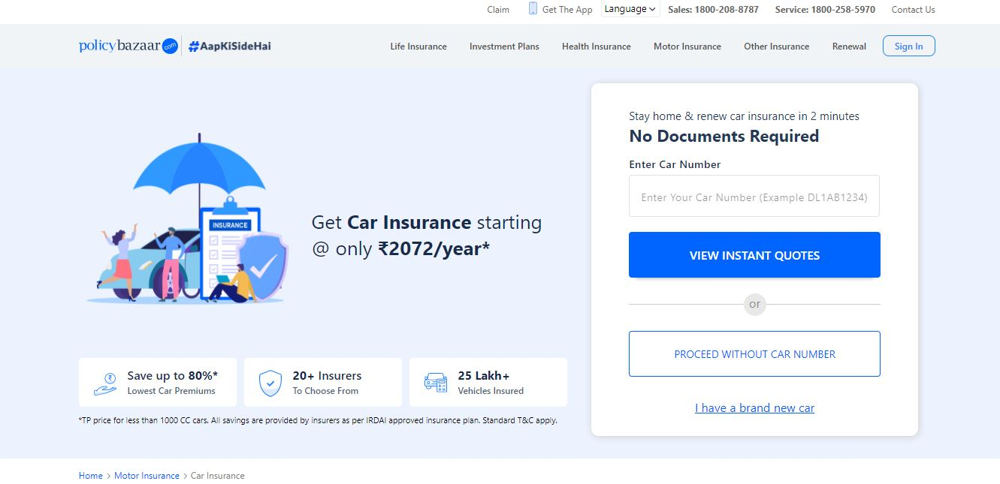 Claim Get The App Language Sales: 1800-208-8787 Service: 1800-258-5970 Contact Us
policybazaar.com #AapKiSideHai Life Insurance Investment Plans Health Insurance Motor Insurance Other Insurance Renewal Sign In
INSURANCE
Get Car Insurance starting
@ only ₹2072/year*
Save up to 80%*
Lowest Car Premiums
20+ Insurers
To Choose From
25 Lakh+
Vehicles Insured
*TP price for less than 1000 CC cars. All savings are provided by insurers as per IRDAI approved insurance plan. Standard T&C apply.
Stay home & renew car insurance in 2 minutes
No Documents Required
Enter Car Number
Enter Your Car Number (Example DL1AB1234)
VIEW INSTANT QUOTES
or
PROCEED WITHOUT CAR NUMBER
I have a brand new car
Home > Motor Insurance > Car Insurance